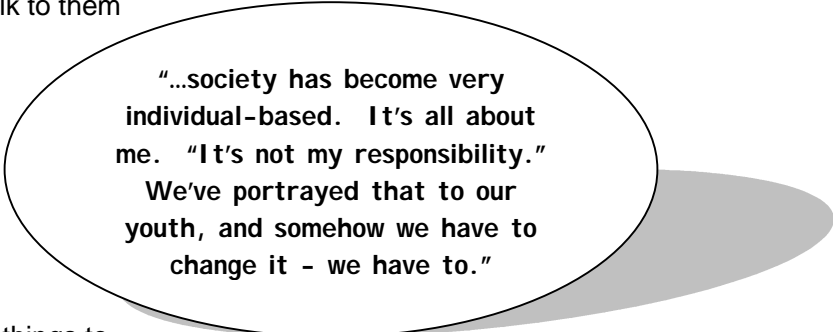 lk to them
"…society has become very
individual-based. It's all about
me. "It's not my responsibility."
We've portrayed that to our
youth, and somehow we have to
change it – we have to."
things to